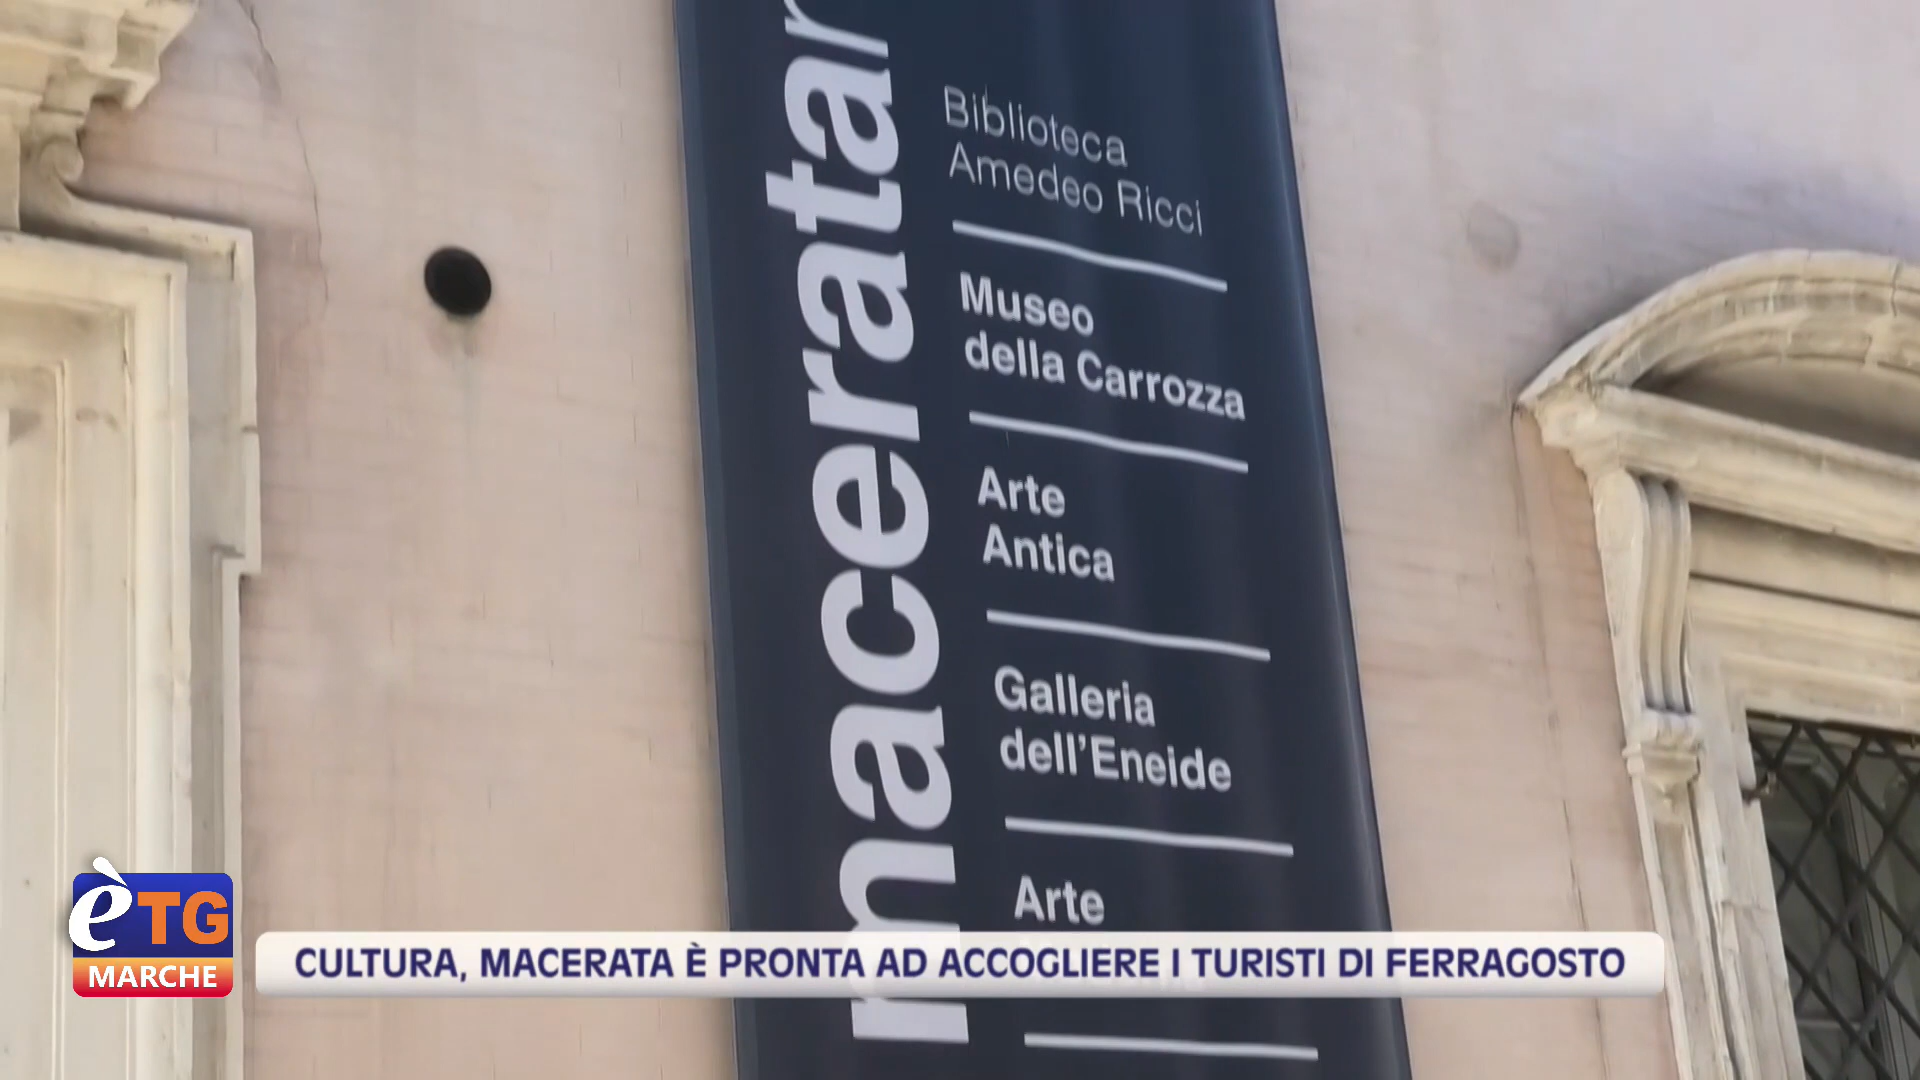 maceratar
Biblioteca
Amedeo Ricci
Museo
della Carrozza
Arte
Antica
Galleria
dell'Eneide
Arte
è TG
MARCHE
CULTURA, MACERATA È PRONTA AD ACCOGLIERE I TURISTI DI FERRAGOSTO